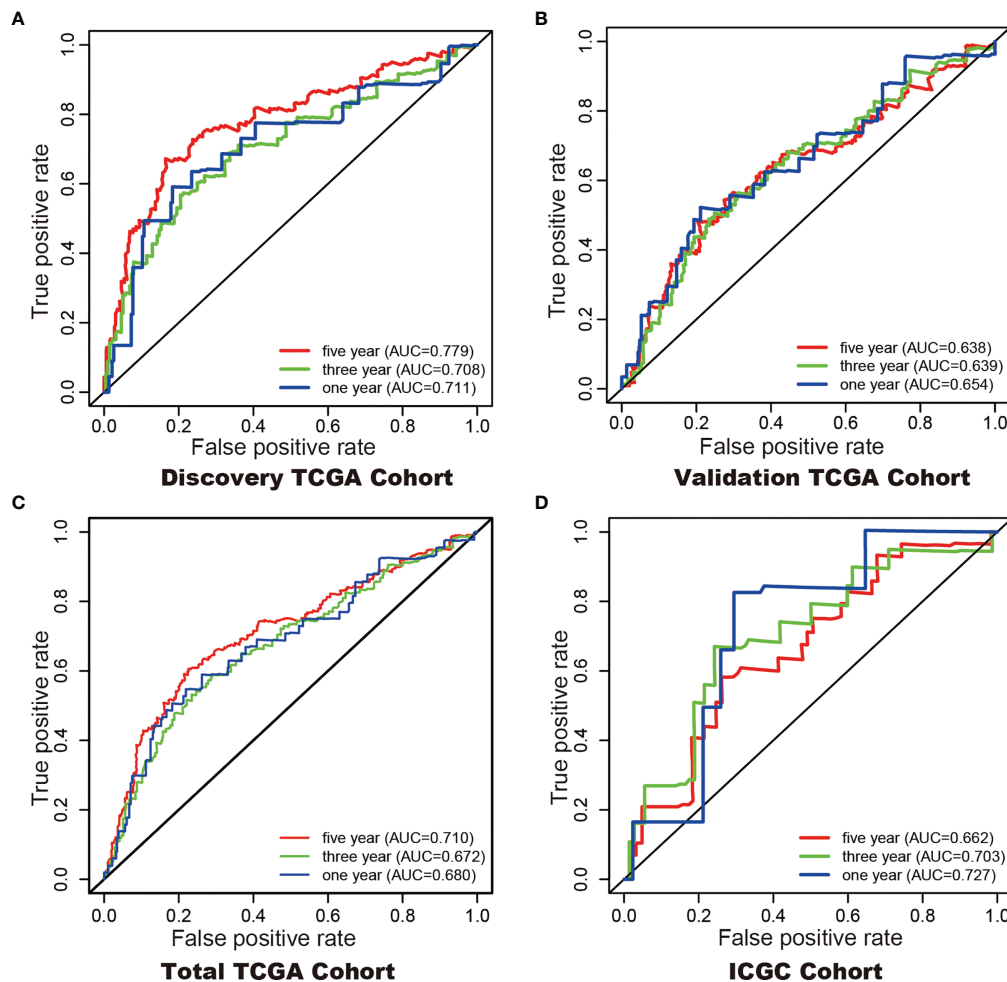 A
True positive rate
1.0
0.8
0.6
0.4
0.2
0.0
five year (AUC=0.779)
three year (AUC=0.708)
one year (AUC=0.711)
0.0 0.2 0.4 0.6 0.8 1.0
False positive rate
Discovery TCGA Cohort
B
True positive rate
1.0
0.8
0.6
0.4
0.2
0.0
five year (AUC=0.638)
three year (AUC=0.639)
one year (AUC=0.654)
0.0 0.2 0.4 0.6 0.8 1.0
False positive rate
Validation TCGA Cohort
C
True positive rate
1.0
0.8
0.6
0.4
0.2
0.0
five year (AUC=0.710)
three year (AUC=0.672)
one year (AUC=0.680)
0.0 0.2 0.4 0.6 0.8 1.0
False positive rate
Total TCGA Cohort
D
True positive rate
1.0
0.8
0.6
0.4
0.2
0.0
five year (AUC=0.662)
three year (AUC=0.703)
one year (AUC=0.727)
0.0 0.2 0.4 0.6 0.8 1.0
False positive rate
ICGC Cohort